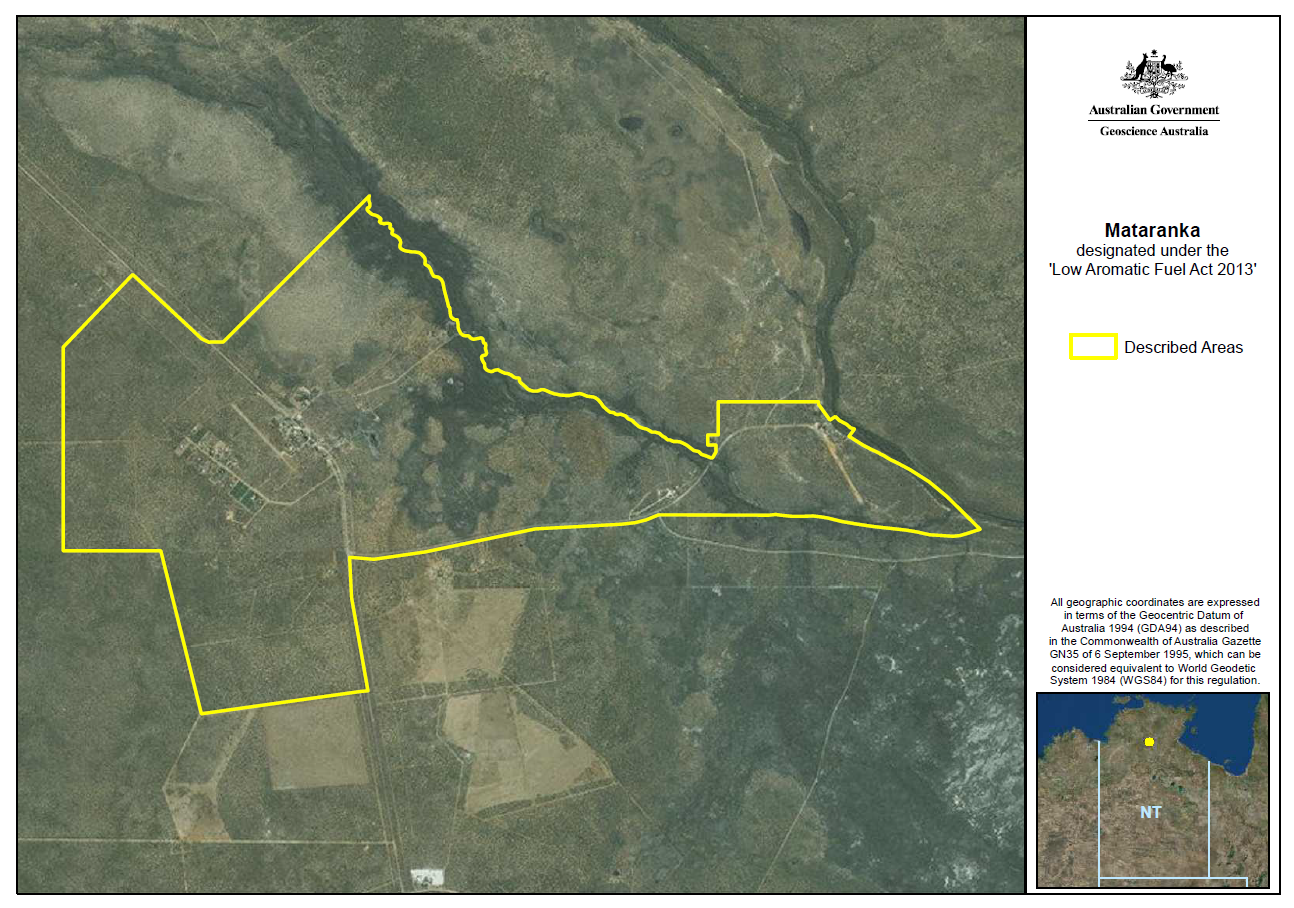 Australian Government
Geoscience Australia
Mataranka
designated under the
'Low Aromatic Fuel Act 2013'
Described Areas
All geographic coordinates are expressed
in terms of the Geocentric Datum of
Australia 1994 (GDA94) as described
in the Commonwealth of Australia Gazette
GN35 of 6 September 1995, which can be
considered equivalent to World Geodetic
System 1984 (WGS84) for this regulation.
NT